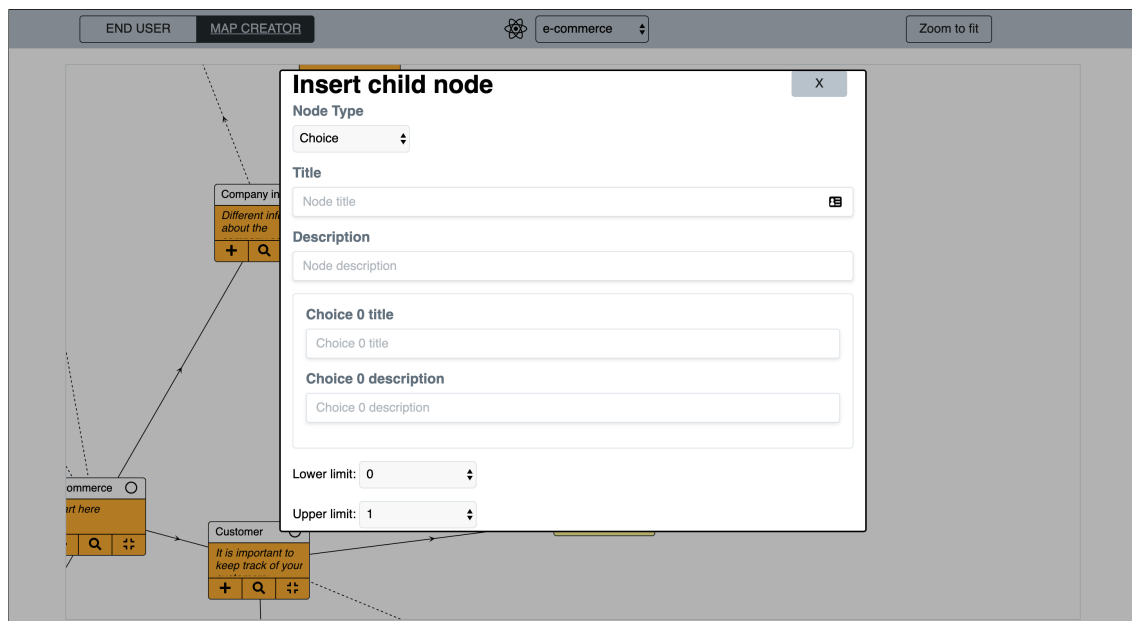 END USER
MAP CREATOR
e-commerce
Zoom to fit
Insert child node
X
Node Type
Choice
Title
Node title
Description
Node description
Choice 0 title
Choice 0 title
Choice 0 description
Choice 0 description
Lower limit: 0
Upper limit: 1
Company in
Different inf
about the
ommerce
art here
Customer
It is important to
keep track of your